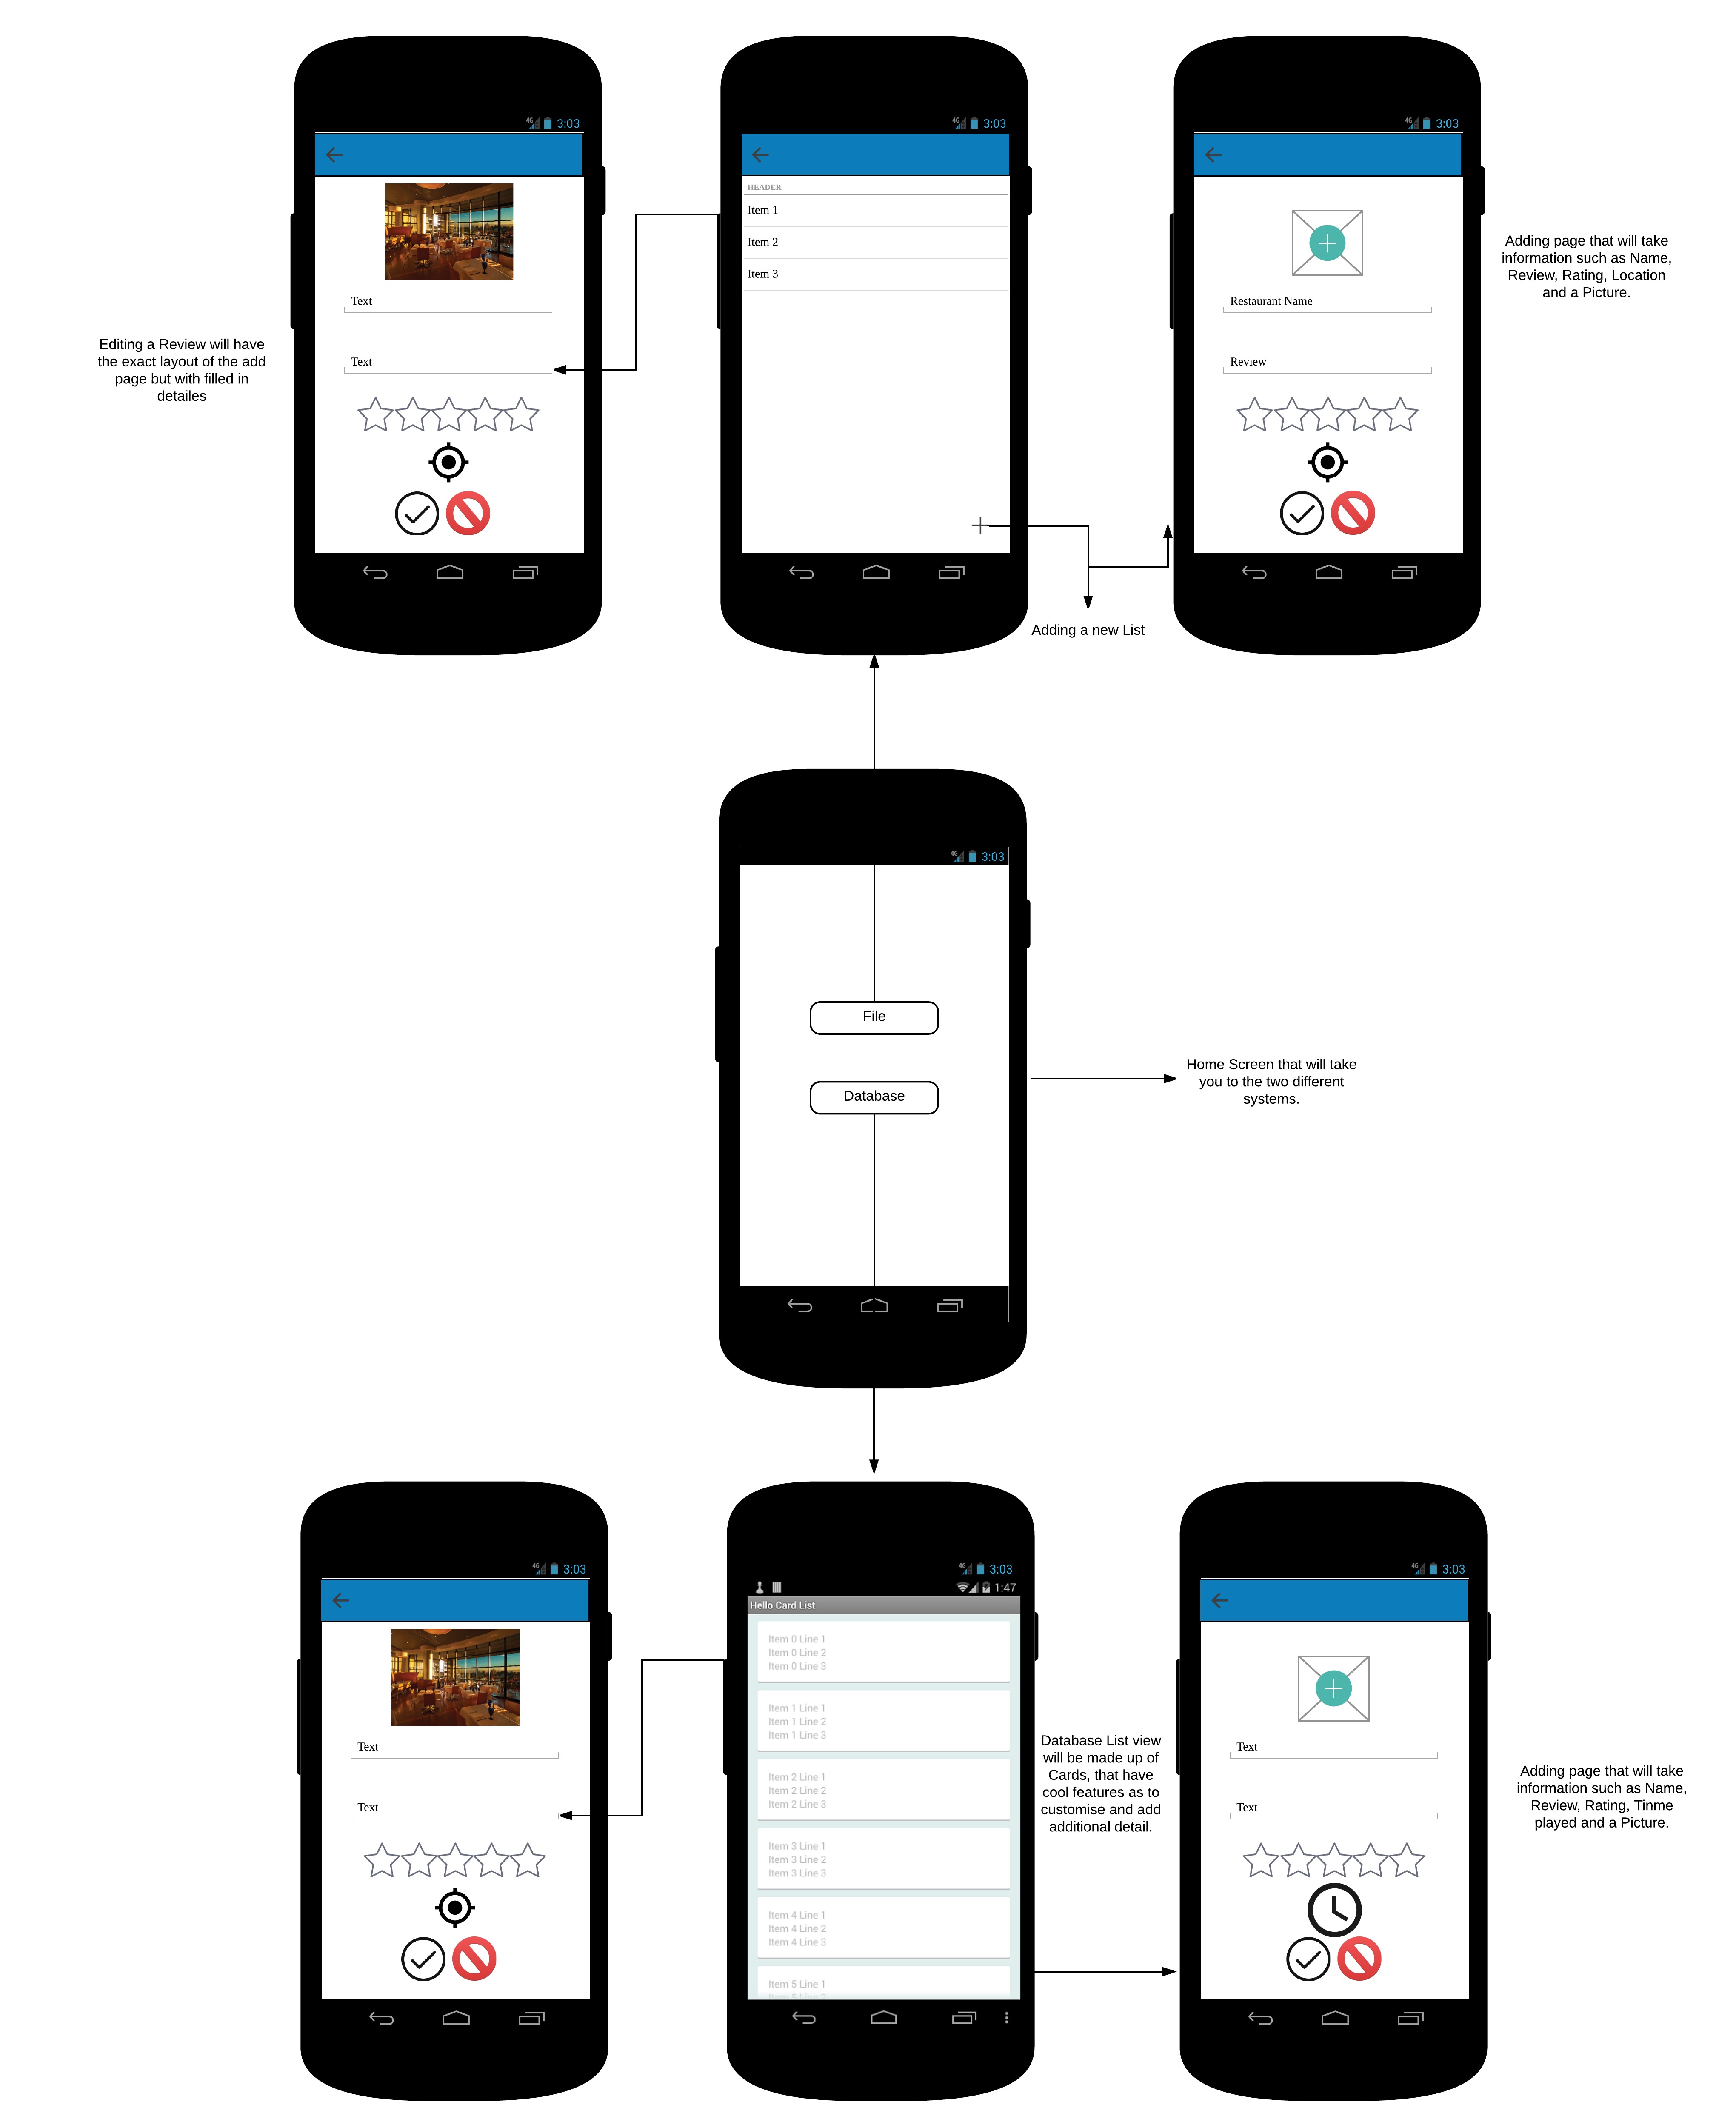 4G 3:03
Text
Text
Editing a Review will have
the exact layout of the add
page but with filled in
detailes
4G 3:03
HEADER
Item 1
Item 2
Item 3
Adding a new List
4G 3:03
Restaurant Name
Review
Adding page that will take
information such as Name,
Review, Rating, Location
and a Picture.
4G 3:03
File
Database
Home Screen that will take
you to the two different
systems.
4G 3:03
Text
Text
4G 3:03
1:47
Hello Card List
Item 0 Line 1
Item 0 Line 2
Item 0 Line 3
Item 1 Line 1
Item 1 Line 2
Item 1 Line 3
Item 2 Line 1
Item 2 Line 2
Item 2 Line 3
Item 3 Line 1
Item 3 Line 2
Item 3 Line 3
Item 4 Line 1
Item 4 Line 2
Item 4 Line 3
Item 5 Line 1
Database List view
will be made up of
Cards, that have
cool features as to
customise and add
additional detail.
4G 3:03
Text
Text
Adding page that will take
information such as Name,
Review, Rating, Tinme
played and a Picture.